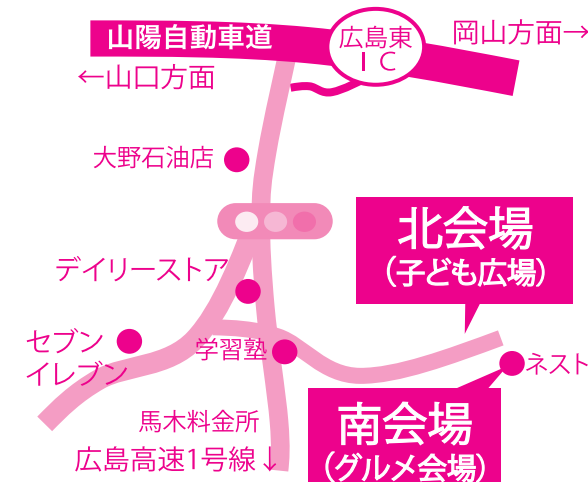 山陽自動車道
広島東
IC
岡山方面→
←山口方面
大野石油店
北会場
(子ども広場)
デイリーストア
セブン
イレブン
学習塾
ネスト
馬木料金所
広島高速1号線↓
南会場
(グルメ会場)